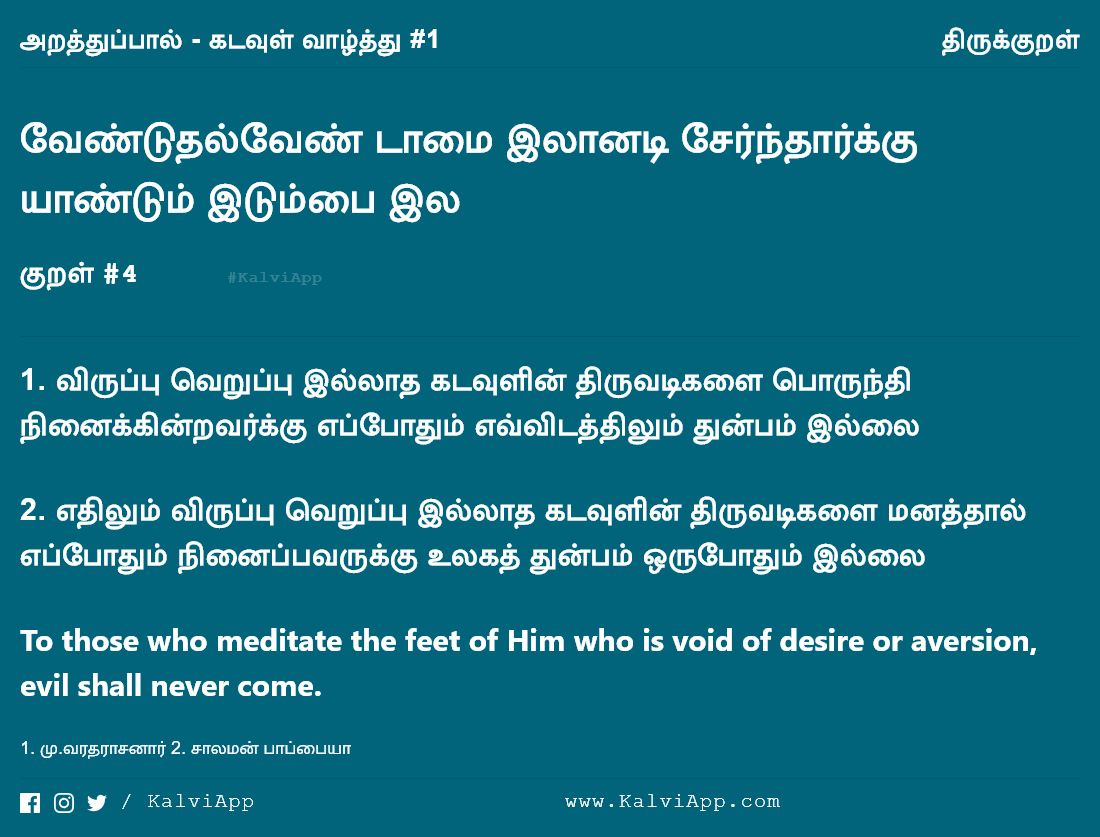 அறத்துப்பால் - கடவுள் வாழ்த்து #1
திருக்குறள்
வேண்டுதல்வேண் டாமை இலானடி சேர்ந்தார்க்கு
யாண்டும் இடும்பை இல
குறள் #4
#KalviApp
1. விருப்பு வெறுப்பு இல்லாத கடவுளின் திருவடிகளை பொருந்தி
நினைக்கின்றவர்க்கு எப்போதும் எவ்விடத்திலும் துன்பம் இல்லை
2. எதிலும் விருப்பு வெறுப்பு இல்லாத கடவுளின் திருவடிகளை மனத்தால்
எப்போதும் நினைப்பவருக்கு உலகத் துன்பம் ஒருபோதும் இல்லை
To those who meditate the feet of Him who is void of desire or aversion,
evil shall never come.
1. மு.வரதராசனார் 2. சாலமன் பாப்பையா
/ KalviApp
www.KalviApp.com